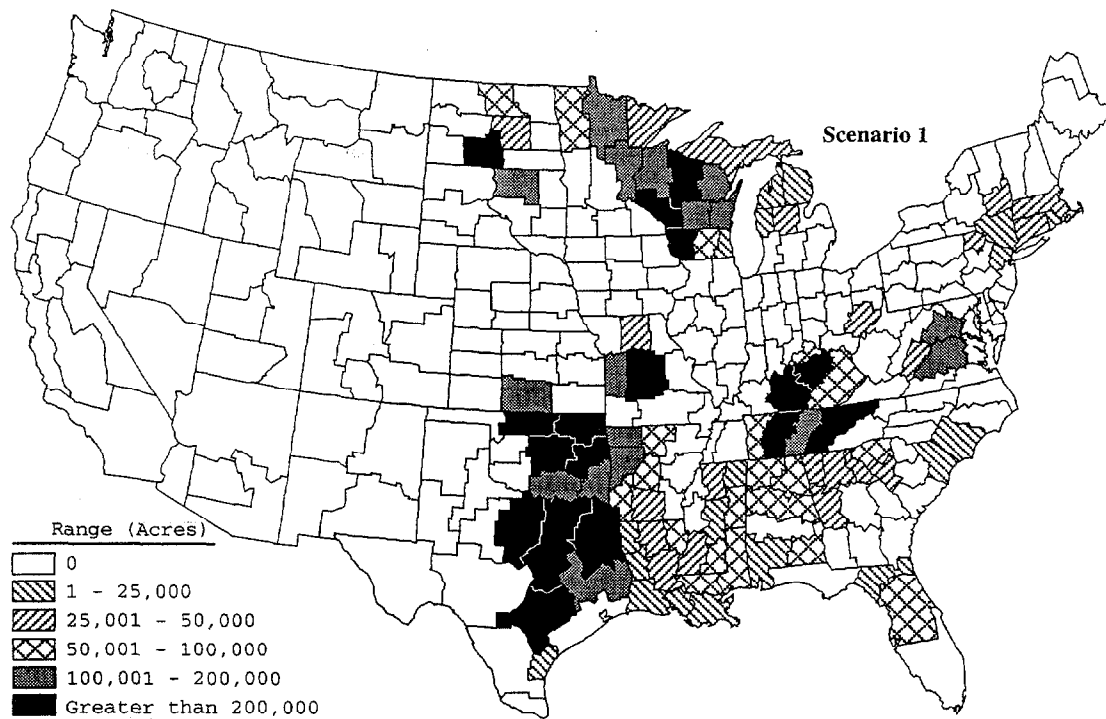 Scenario 1
Range (Acres)
0
1 - 25,000
25,001 - 50,000
50,001 - 100,000
100,001 - 200,000
Greater than 200,000